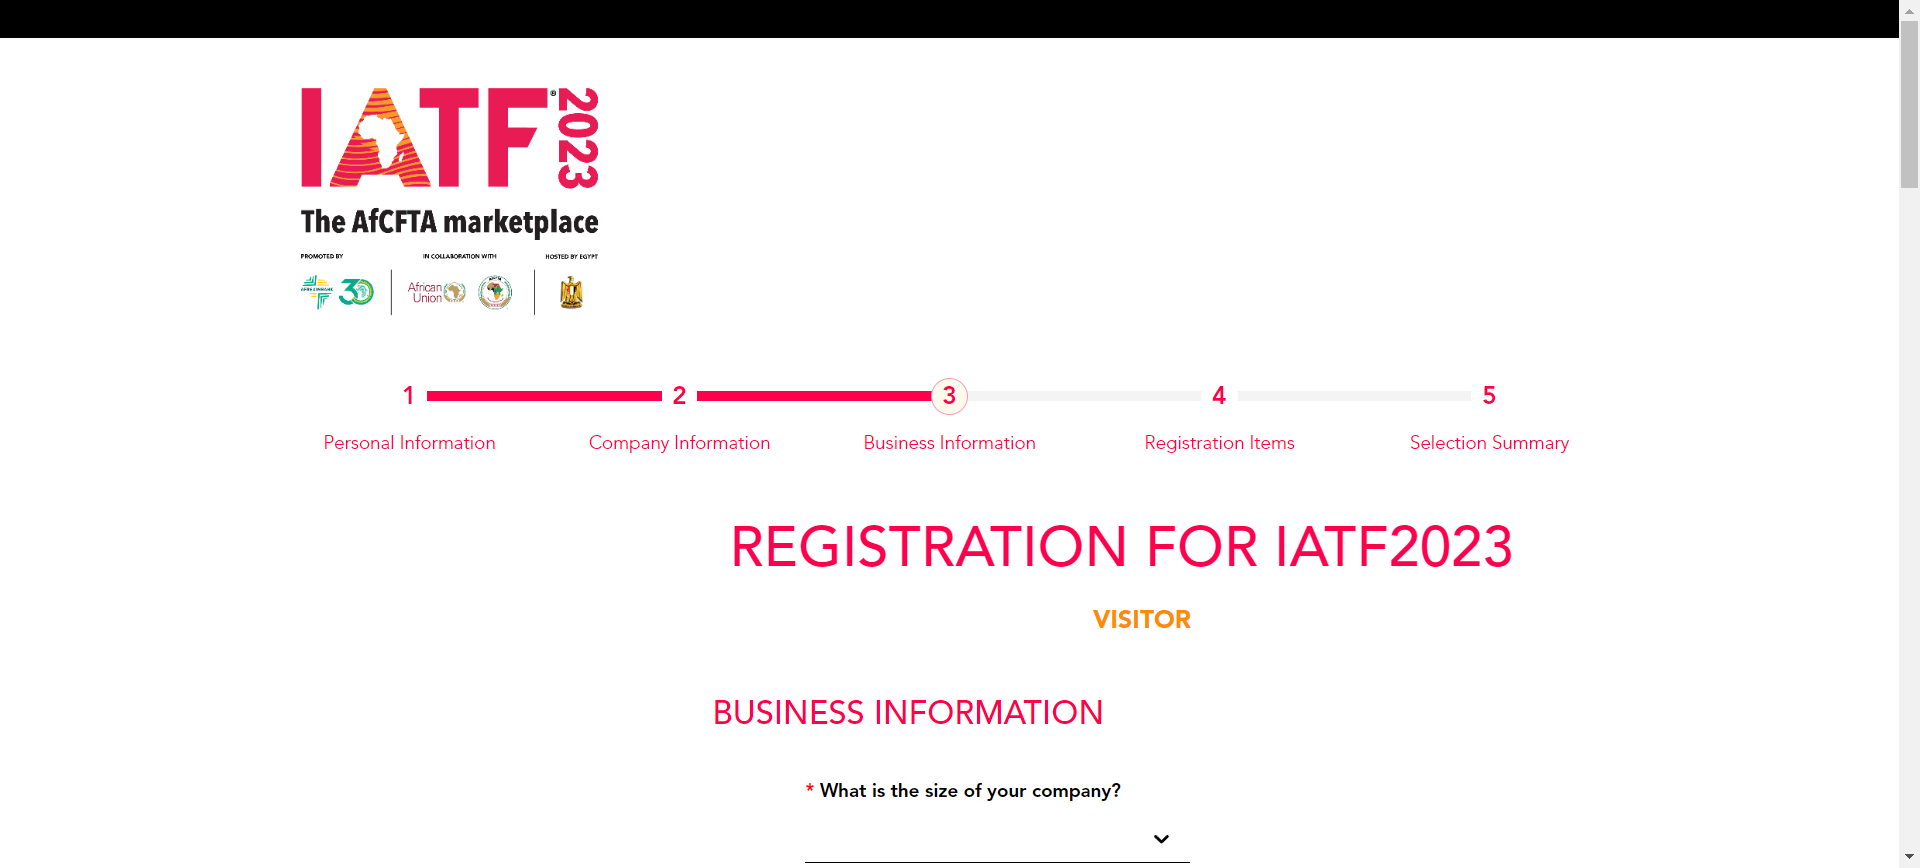 IATF® 2023
The AfCFTA marketplace
PROMOTED BY
IN COLLABORATION WITH
HOSTED BY EGYPT
AFREXIMBANK
30
African
Union
1
2
3
4
5
Personal Information
Company Information
Business Information
Registration Items
Selection Summary
REGISTRATION FOR IATF2023
VISITOR
BUSINESS INFORMATION
* What is the size of your company?